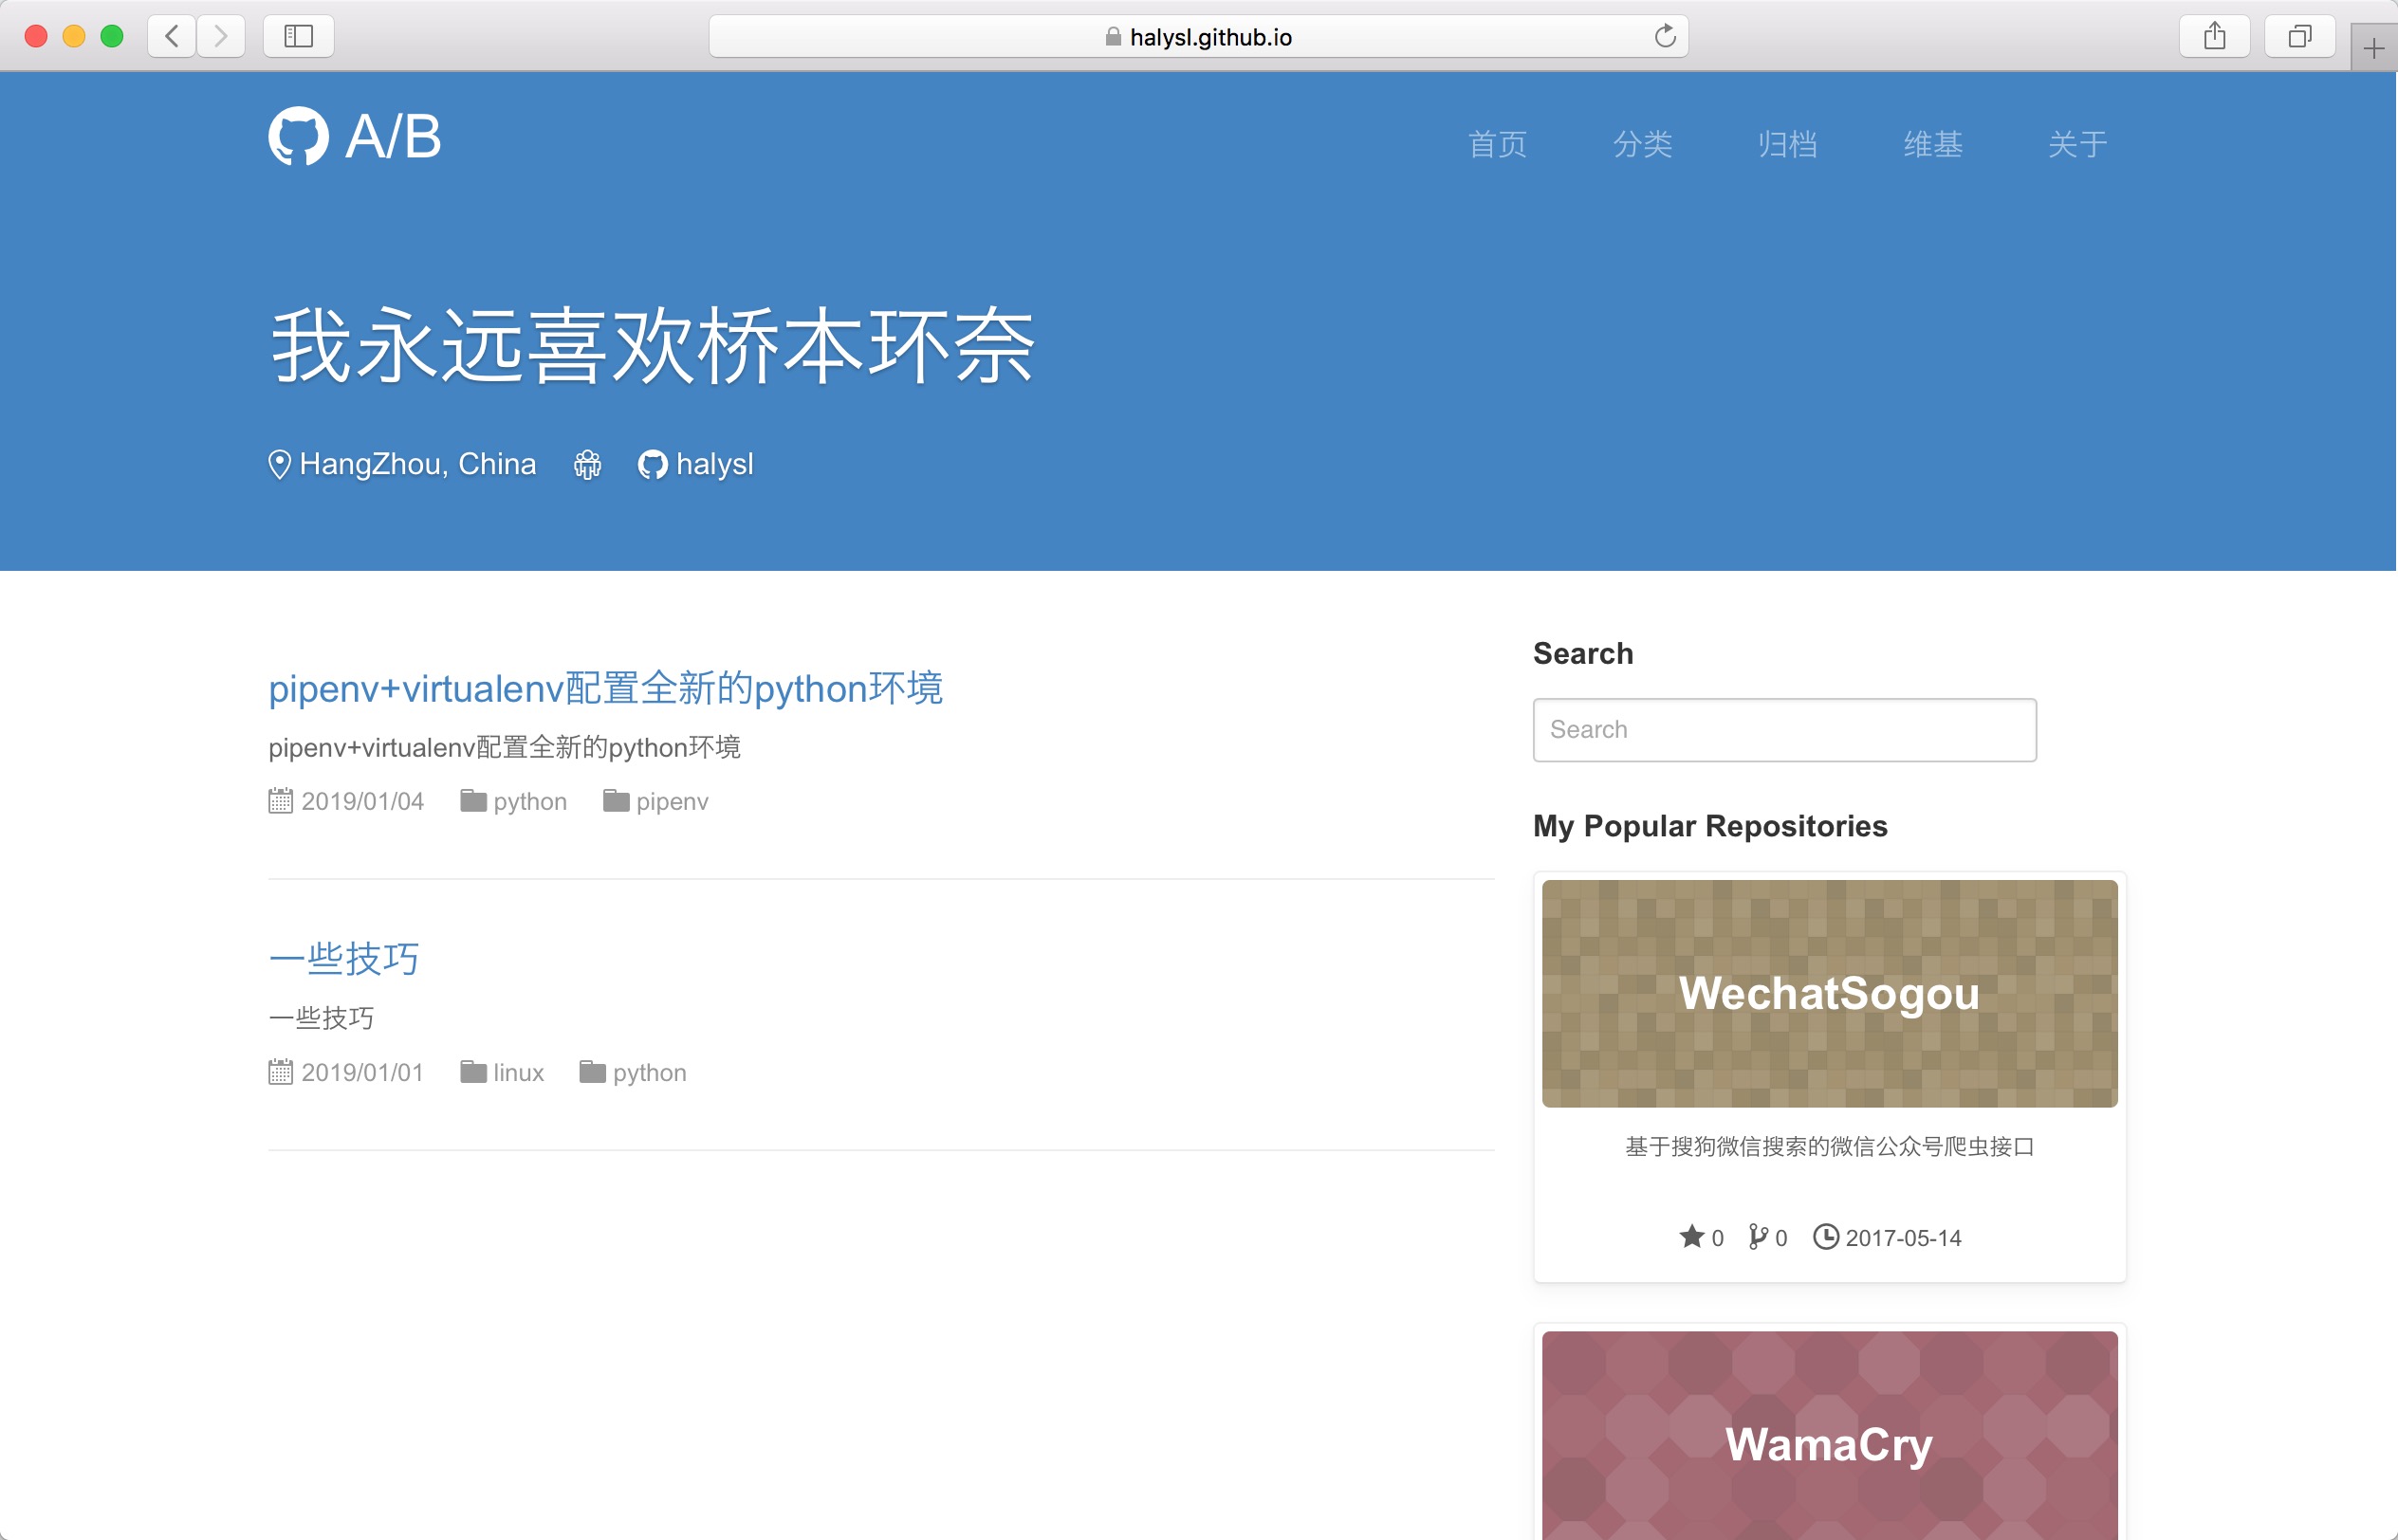 halysl.github.io
A/B
首页 分类 归档 维基 关于
我永远喜欢桥本环奈
HangZhou, China halysl
pipenv+virtualenv配置全新的python环境
pipenv+virtualenv配置全新的python环境
2019/01/04 python pipenv
一些技巧
一些技巧
2019/01/01 linux python
Search
Search
My Popular Repositories
WechatSogou
基于搜狗微信搜索的微信公众号爬虫接口
0 0 2017-05-14
WamaCry